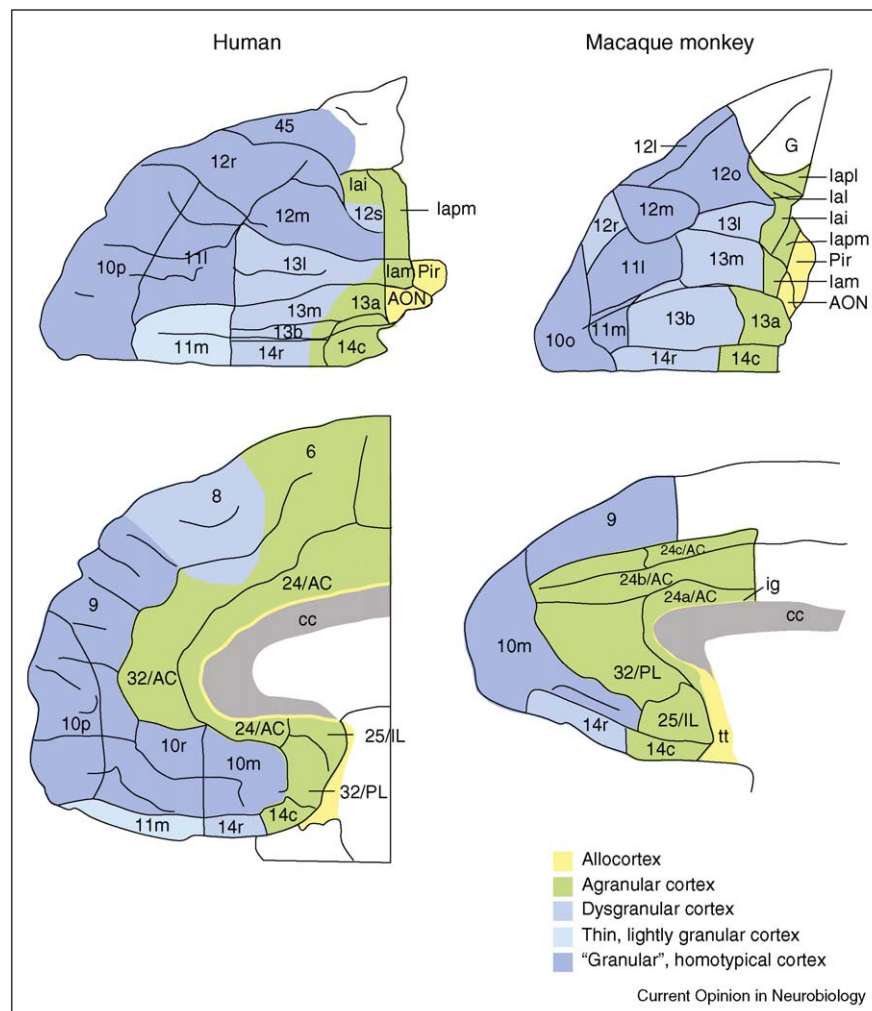 Human
Macaque monkey
45
12r
Iai
12m
12s
Iapm
11l
10p
13l
Iam
Pir
AON
13a
13m
13b
11m
14r
14c
12l
G
12o
Iapl
Ial
Iai
12m
12r
13l
Iapm
Pir
11l
13m
Iam
AON
13b
13a
11m
10o
14r
14c
6
8
24/AC
9
cc
32/AC
24/AC
25/IL
10p
10r
10m
32/PL
14c
11m
14r
9
24c/AC
24b/AC
ig
24a/AC
cc
10m
32/PL
25/IL
14r
tt
14c
Allocortex
Agranular cortex
Dysgranular cortex
Thin, lightly granular cortex
“Granular”, homotypical cortex
Current Opinion in Neurobiology